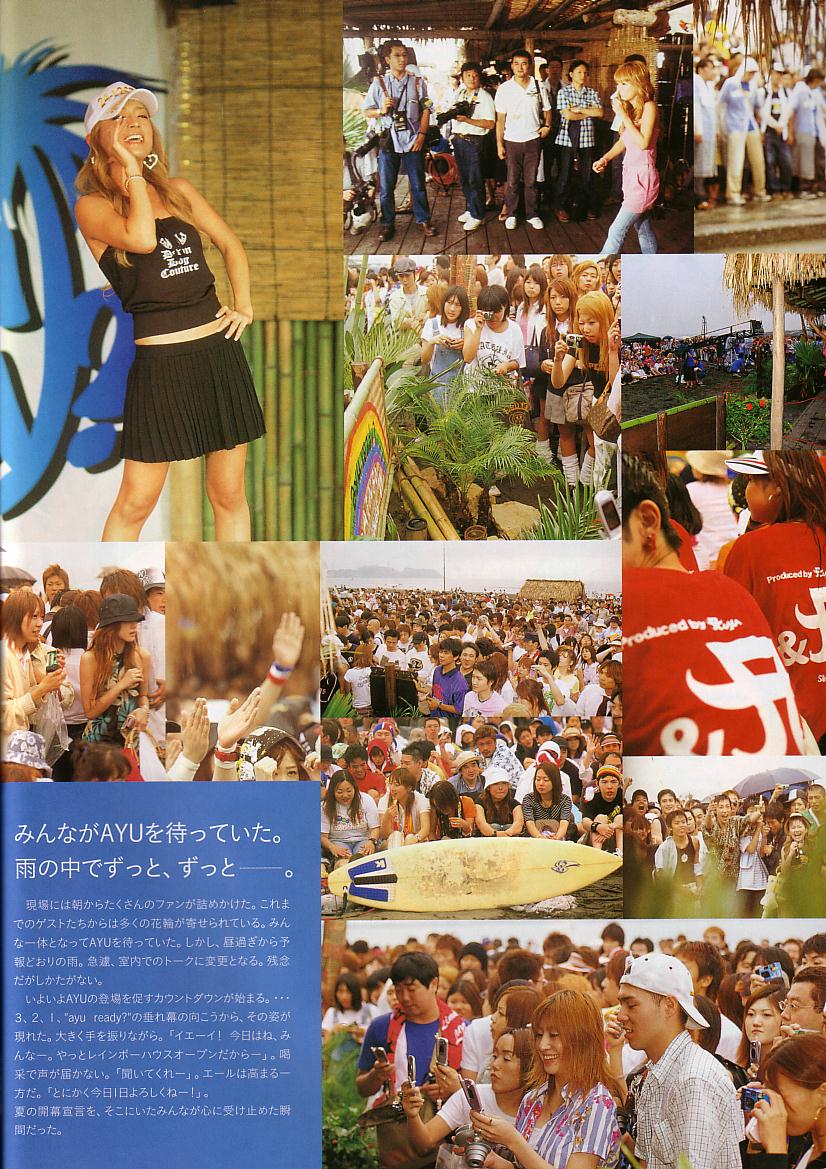 Dorm
Boy
Couture
Produced by
Produced by
&
&
みんながAYUを待っていた。
雨の中でずっと、ずっと───。
現場には朝からたくさんのファンが詰めかけた。これま
でのゲストたちからは多くの花輪が寄せられている。みん
な一体となってAYUを待っていた。しかし、昼過ぎから予
報どおりの雨。急遽、室内でのトークに変更となる。残念
だがしかたがない。
いよいよAYUの登場を促すカウントダウンが始まる。･･･
3、2、1、"ayu ready?"の垂れ幕の向こうから、その姿が
現れた。大きく手を振りながら。「イエーイ！ 今日はね、み
んなー。やっとレインボーハウスオープンだからー」。喝
采で声が届かない。「聞いてくれー」。エールは高まる一
方だ。「とにかく今日1日よろしくねー！」。
夏の開幕宣言を、そこにいたみんなが心に受け止めた瞬
間だった。